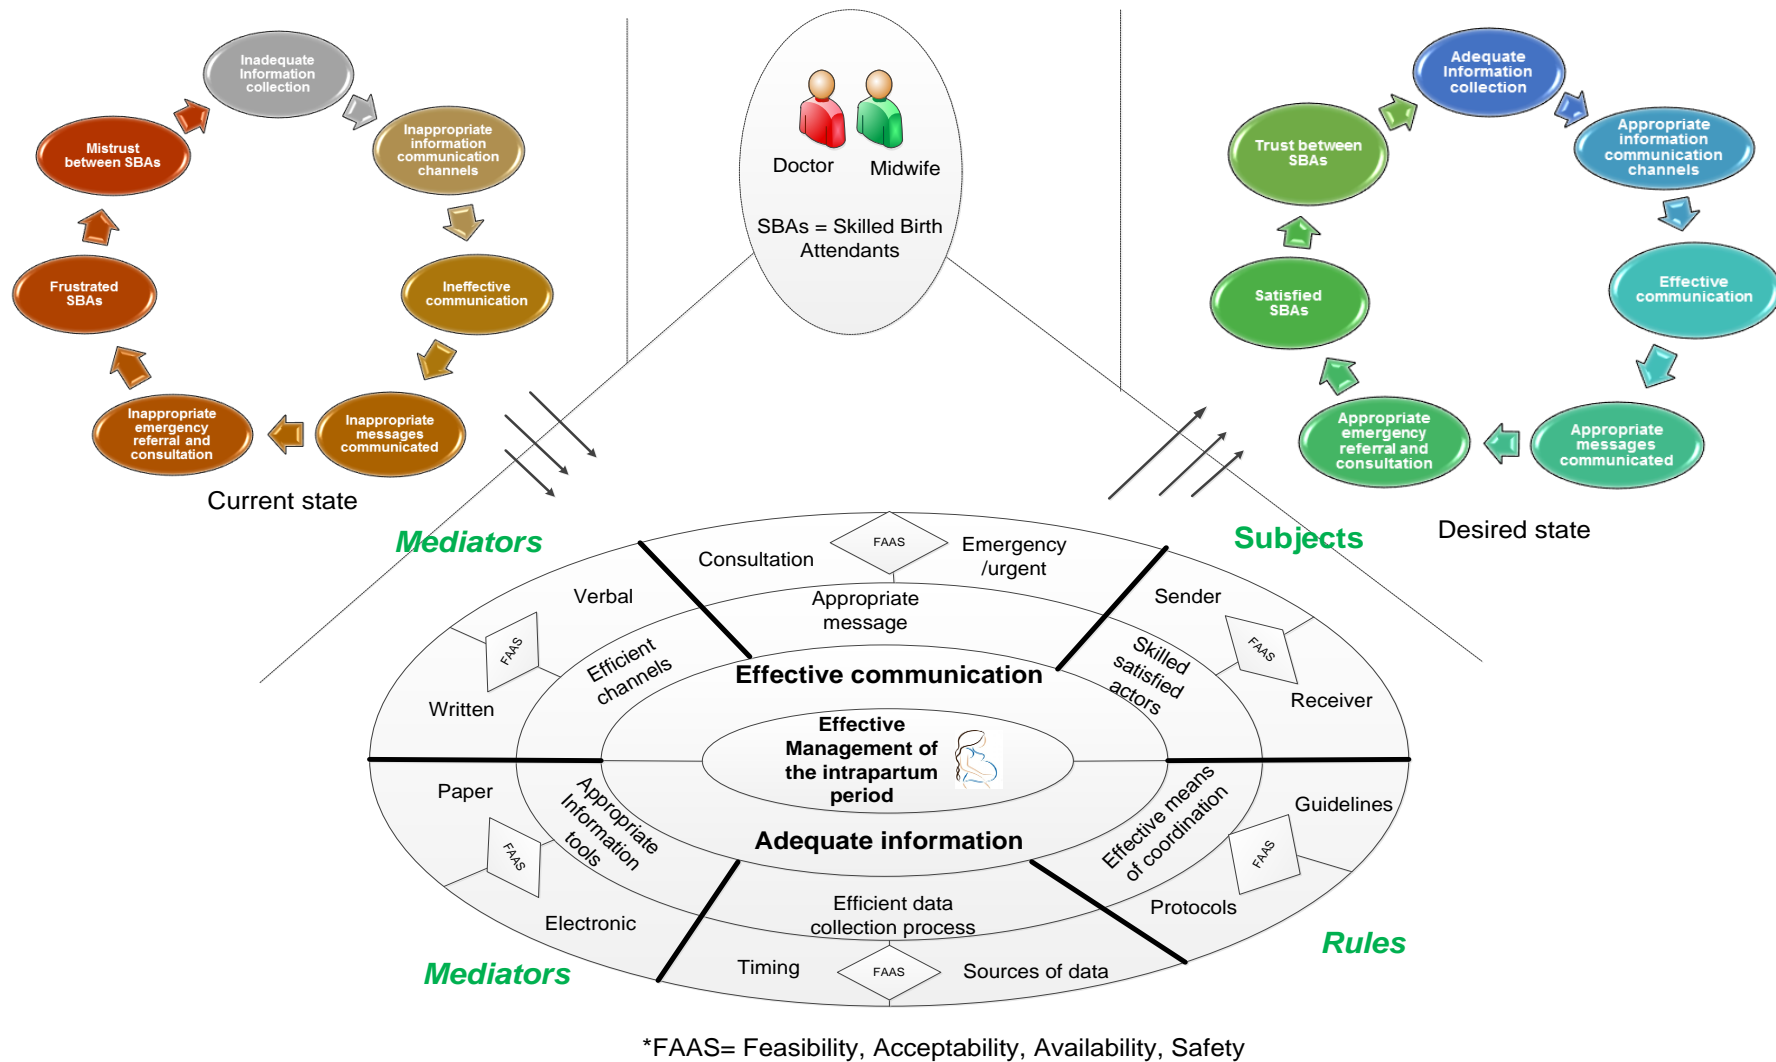 Inadequate
Information
collection
Inappropriate
information
communication
channels
Ineffective
communication
Inappropriate
messages
communicated
Inappropriate
emergency
referral and
consultation
Frustrated
SBAs
Mistrust
between SBAs
Current state
Doctor
Midwife
SBAs = Skilled Birth
Attendants
Adequate
Information
collection
Appropriate
information
communication
channels
Effective
communication
Appropriate
messages
communicated
Appropriate
emergency
referral and
consultation
Satisfied
SBAs
Trust between
SBAs
Desired state
Mediators
Subjects
Consultation
FAAS
Emergency
/urgent
Appropriate
message
Verbal
FAAS
Written
Efficient
channels
Sender
FAAS
Receiver
Skilled
satisfied
actors
Effective communication
Effective
Management of
the intrapartum
period
Adequate information
Paper
FAAS
Electronic
Appropriate
Information
tools
Guidelines
FAAS
Protocols
Effective means
of coordination
Efficient data
collection process
Timing
FAAS
Sources of data
Mediators
Rules
*FAAS= Feasibility, Acceptability, Availability, Safety